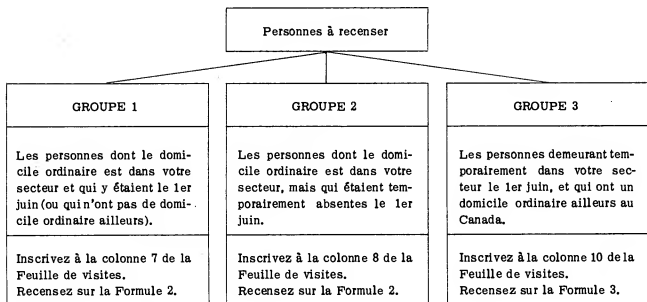 Personnes à recenser
GROUPE 1
Les personnes dont le domi-
cile ordinaire est dans votre
secteur et qui y étaient le 1er
juin (ou qui n'ont pas de domi-
cile ordinaire ailleurs).
Inscrivez à la colonne 7 de la
Feuille de visites.
Recensez sur la Formule 2.
GROUPE 2
Les personnes dont le domi-
cile ordinaire est dans votre
secteur, mais qui étaient tem-
porairement absentes le 1er
juin.
Inscrivez à la colonne 8 de la
Feuille de visites.
Recensez sur la Formule 2.
GROUPE 3
Les personnes demeurant tem-
porairement dans votre sec-
teur le 1er juin, et qui ont un
domicile ordinaire ailleurs au
Canada.
Inscrivez à la colonne 10 de la
Feuille de visites.
Recensez sur la Formule 3.